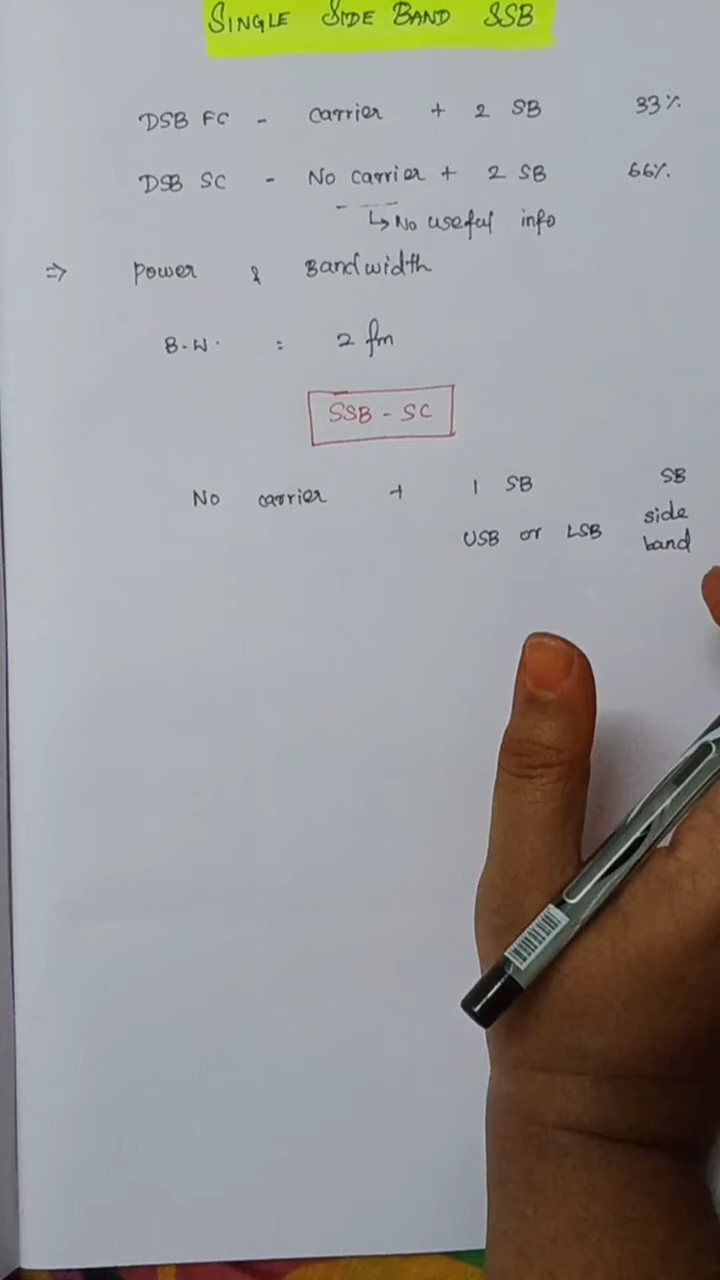 SINGLE SIDE BAND SSB
DSB FC - carrier + 2 SB 33%
DSB SC - No carrier + 2 SB 66%.
↳ No useful info
⇒ Power & Bandwidth
B.W. = 2 fm
SSB - SC
No carrier + 1 SB SB
USB or LSB side
band